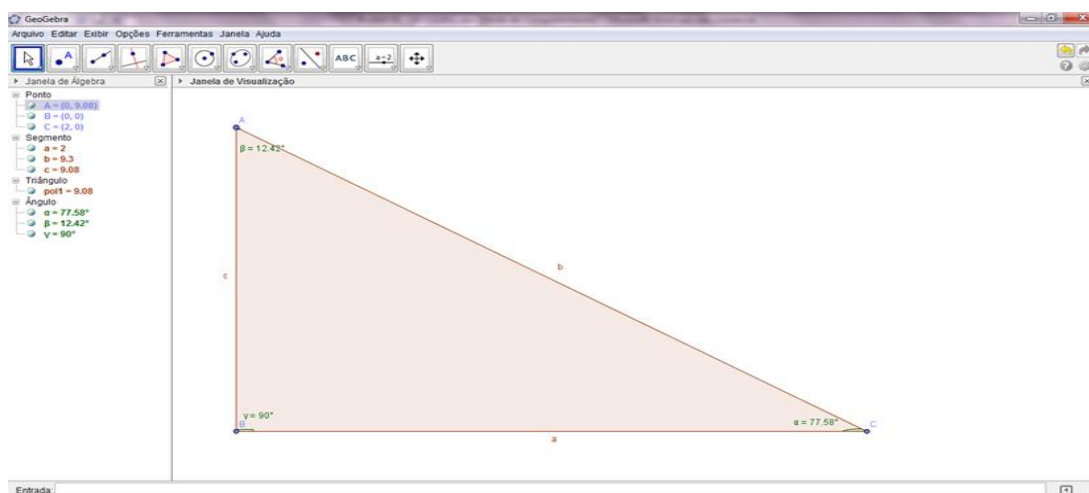 GeoGebra
Arquivo Editar Exibir Opções Ferramentas Janela Ajuda
A
ABC
a=2
Janela de Álgebra
Janela de Visualização
Ponto
A = (0, 9.08)
B = (0, 0)
C = (2, 0)
Segmento
a = 2
b = 9.3
c = 9.08
Triângulo
pol1 = 9.08
Ângulo
α = 77.58°
β = 12.42°
γ = 90°
A
β = 12.42°
b
c
γ = 90°
B
α = 77.58°
C
a
Entrada: